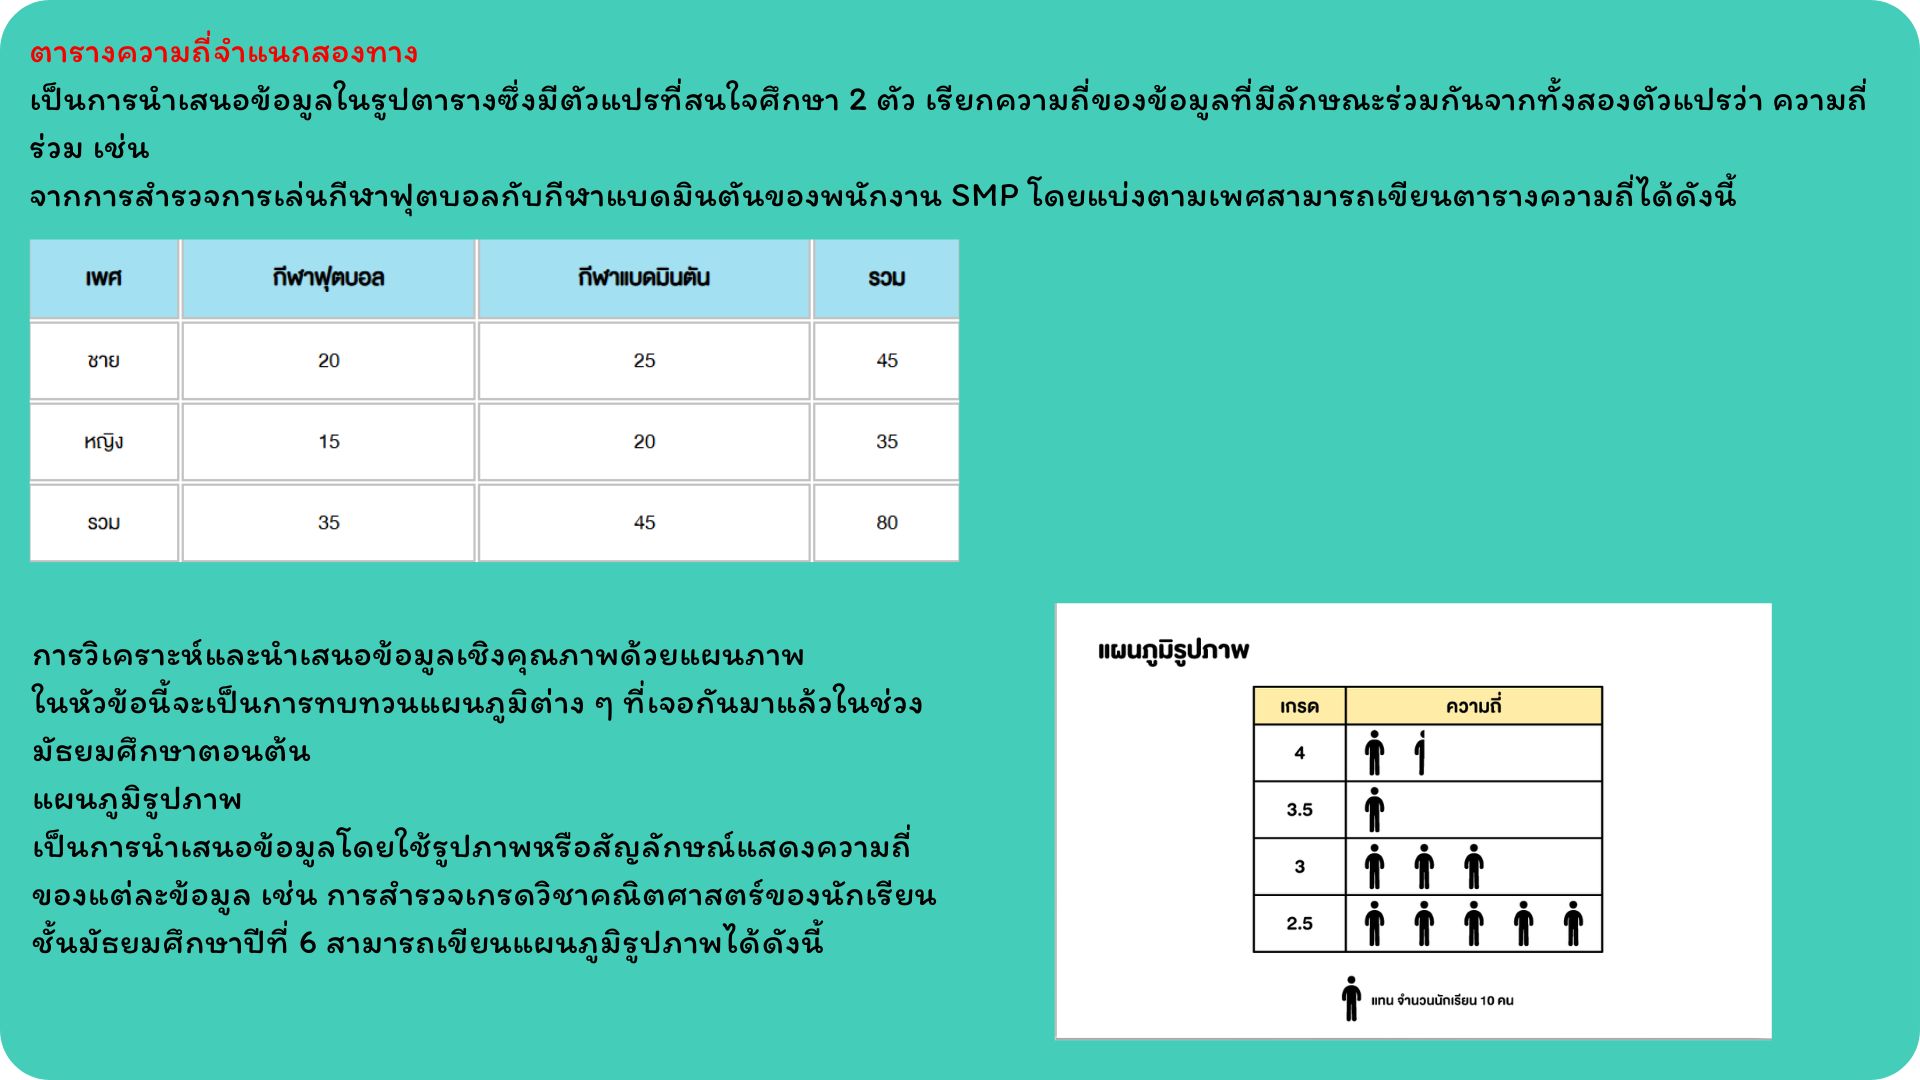 ตารางความถี่จำแนกสองทาง
เป็นการนำเสนอข้อมูลในรูปตารางซึ่งมีตัวแปรที่สนใจศึกษา 2 ตัว เรียกความถี่ของข้อมูลที่มีลักษณะร่วมกันจากทั้งสองตัวแปรว่า ความถี่
ร่วม เช่น
จากการสำรวจการเล่นกีฬาฟุตบอลกับกีฬาแบดมินตันของพนักงาน SMP โดยแบ่งตามเพศสามารถเขียนตารางความถี่ได้ดังนี้
เพศ กีฬาฟุตบอล กีฬาแบดมินตัน รวม
ชาย 20 25 45
หญิง 15 20 35
รวม 35 45 80
การวิเคราะห์และนำเสนอข้อมูลเชิงคุณภาพด้วยแผนภาพ
ในหัวข้อนี้จะเป็นการทบทวนแผนภูมิต่าง ๆ ที่เจอกันมาแล้วในช่วง
มัธยมศึกษาตอนต้น
แผนภูมิรูปภาพ
เป็นการนำเสนอข้อมูลโดยใช้รูปภาพหรือสัญลักษณ์แสดงความถี่
ของแต่ละข้อมูล เช่น การสำรวจเกรดวิชาคณิตศาสตร์ของนักเรียน
ชั้นมัธยมศึกษาปีที่ 6 สามารถเขียนแผนภูมิรูปภาพได้ดังนี้
แผนภูมิรูปภาพ
เกรด ความถี่
4
3.5
3
2.5
แทน จำนวนนักเรียน 10 คน